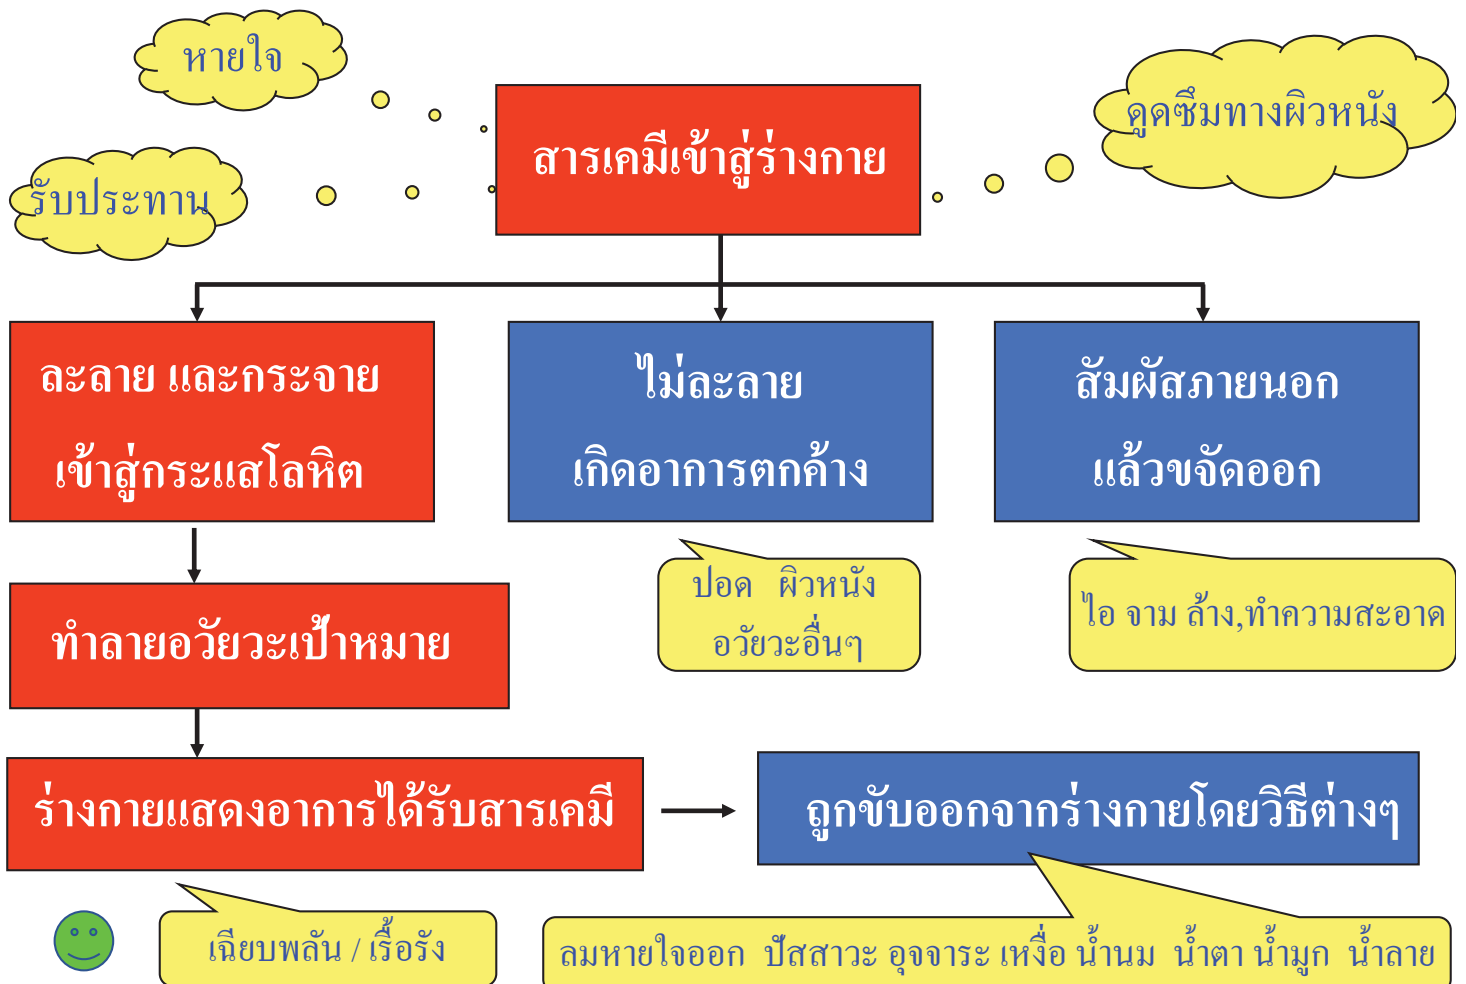 หายใจ
ดูดซึมทางผิวหนัง
สารเคมีเข้าสู่ร่างกาย
รับประทาน
ละลาย และกระจาย
เข้าสู่กระแสโลหิต
ไม่ละลาย
เกิดอาการตกค้าง
สัมผัสภายนอก
แล้วขจัดออก
ปอด ผิวหนัง
อวัยวะอื่นๆ
ไอ จาม ล้าง,ทำความสะอาด
ทำลายอวัยวะเป้าหมาย
ร่างกายแสดงอาการได้รับสารเคมี
ถูกขับออกจากร่างกายโดยวิธีต่างๆ
เฉียบพลัน / เรื้อรัง
ลมหายใจออก ปัสสาวะ อุจจาระ เหงื่อ น้ำนม น้ำตา น้ำมูก น้ำลาย